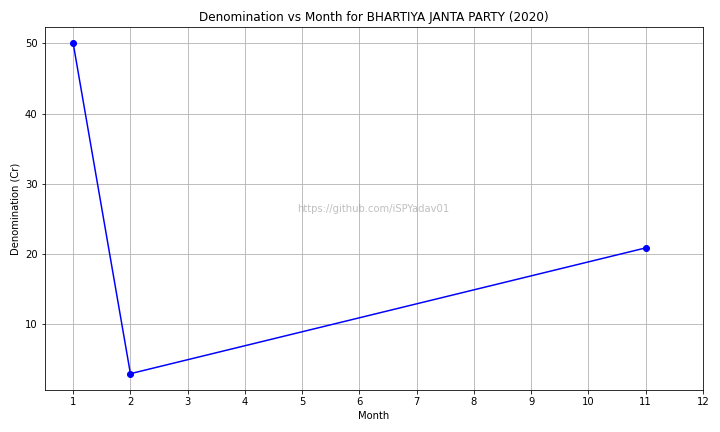 Denomination vs Month for BHARTIYA JANTA PARTY (2020)
50
40
30
20
10
Denomination (Cr)
https://github.com/iSPYadav01
1 2 3 4 5 6 7 8 9 10 11 12
Month